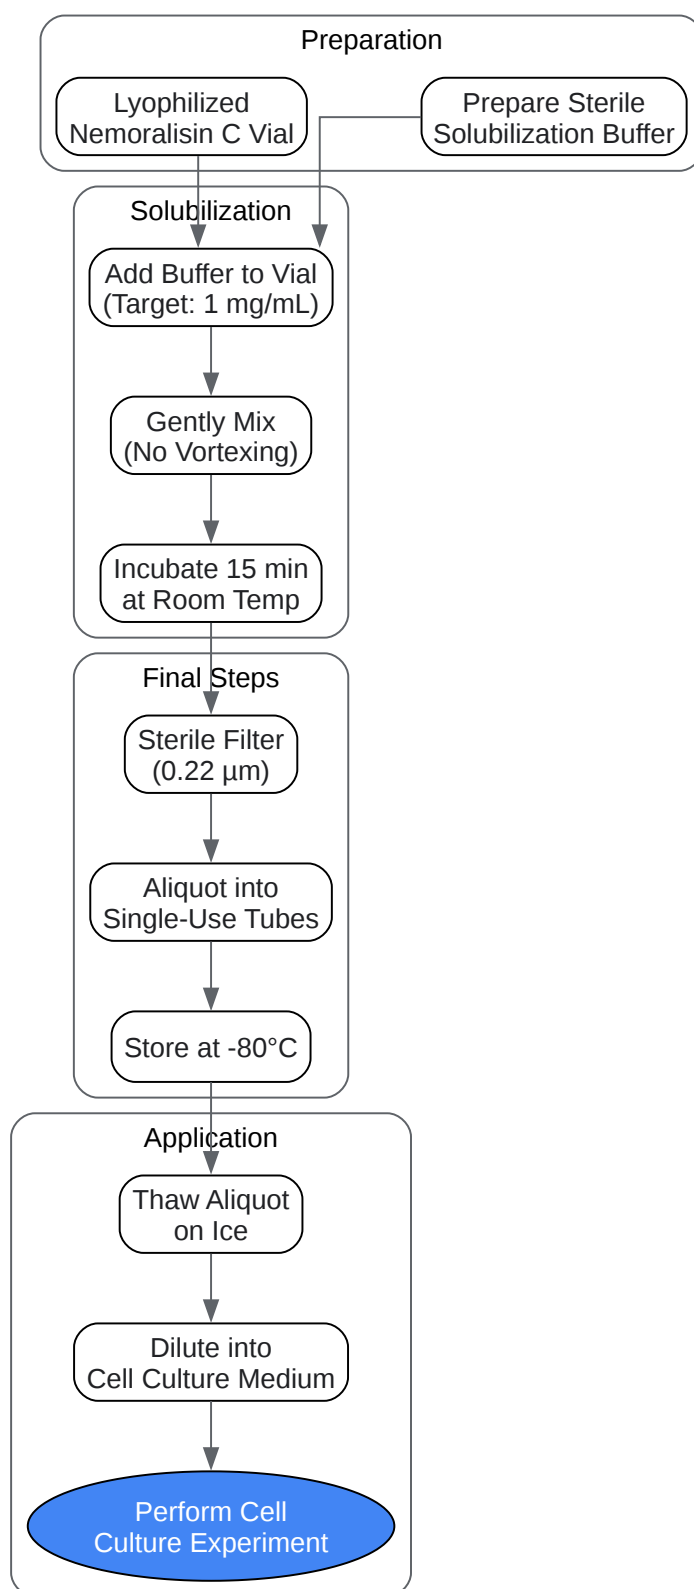 Preparation
Lyophilized
Nemoralisin C Vial
Prepare Sterile
Solubilization Buffer
Solubilization
Add Buffer to Vial
(Target: 1 mg/mL)
Gently Mix
(No Vortexing)
Incubate 15 min
at Room Temp
Final Steps
Sterile Filter
(0.22 µm)
Aliquot into
Single-Use Tubes
Store at -80°C
Application
Thaw Aliquot
on Ice
Dilute into
Cell Culture Medium
Perform Cell
Culture Experiment